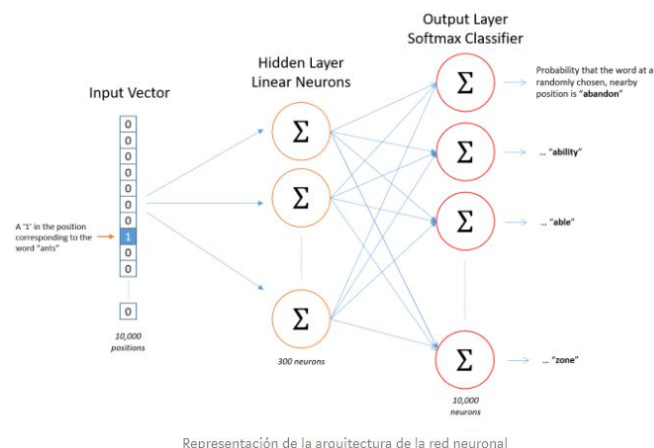 Output Layer
Softmax Classifier
Hidden Layer
Linear Neurons
Input Vector
0
0
0
0
0
0
0
1
0
0
0
A '1' in the position
corresponding to the
word "ants"
10,000
positions
Σ
Σ
Σ
300 neurons
Σ
Σ
Σ
Σ
10,000
neurons
Probability that the word at a
randomly chosen, nearby
position is "abandon"
... "ability"
... "able"
... "zone"
Representación de la arquitectura de la red neuronal